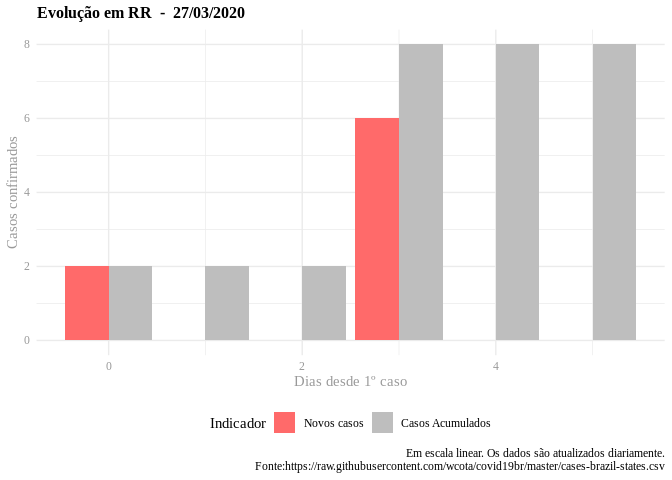 Evolução em RR  -  27/03/2020
Casos confirmados
8
6
4
2
0
0 2 4
Dias desde 1º caso
Indicador Novos casos Casos Acumulados
Em escala linear. Os dados são atualizados diariamente.
Fonte:https://raw.githubusercontent.com/wcota/covid19br/master/cases-brazil-states.csv